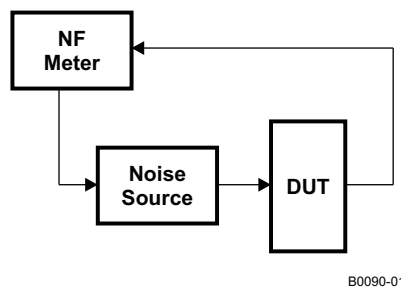 NF
Meter
Noise
Source
DUT
B0090-01